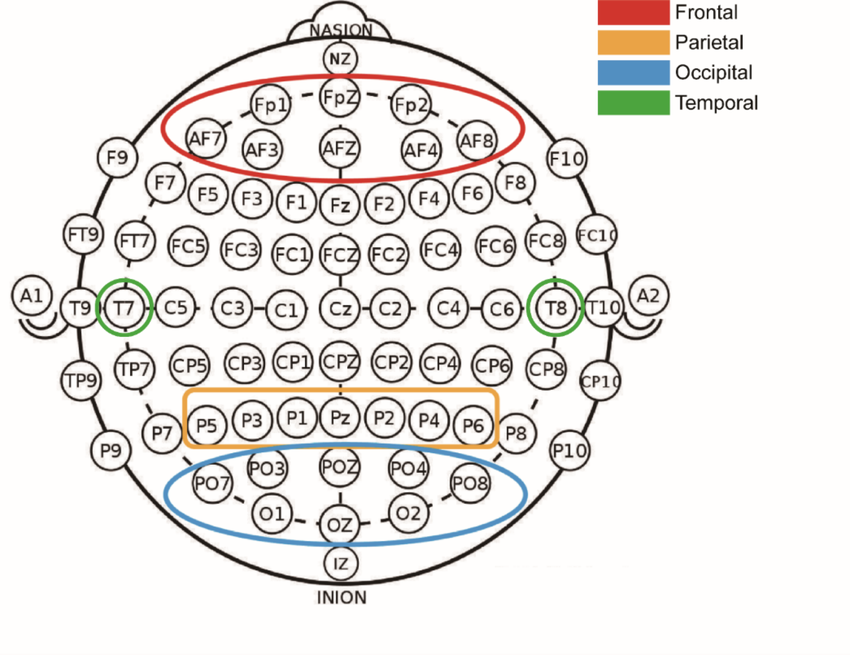 NASION
Frontal
Parietal
Occipital
Temporal
NZ
Fp1 FpZ Fp2
AF7 AF3 AFZ AF4 AF8
F9 F7 F5 F3 F1 Fz F2 F4 F6 F8 F10
FT9 FT7 FC5 FC3 FC1 FCZ FC2 FC4 FC6 FC8 FC10
A1 T9 T7 C5 C3 C1 Cz C2 C4 C6 T8 T10 A2
TP9 TP7 CP5 CP3 CP1 CPZ CP2 CP4 CP6 CP8 CP10
P9 P7 P5 P3 P1 Pz P2 P4 P6 P8 P10
PO7 PO3 POZ PO4 PO8
O1 OZ O2
IZ
INION